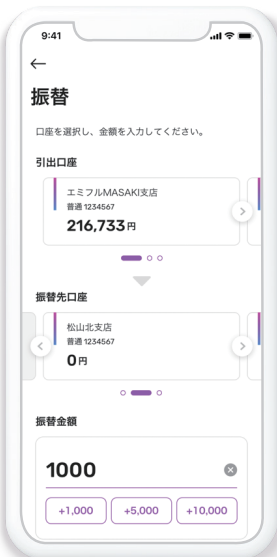 9:41
振替
口座を選択し、金額を入力してください。
引出口座
エミフルMASAKI支店
普通 1234567
216,733 円
振替先口座
松山北支店
普通 1234567
0 円
振替金額
1000
+1,000
+5,000
+10,000